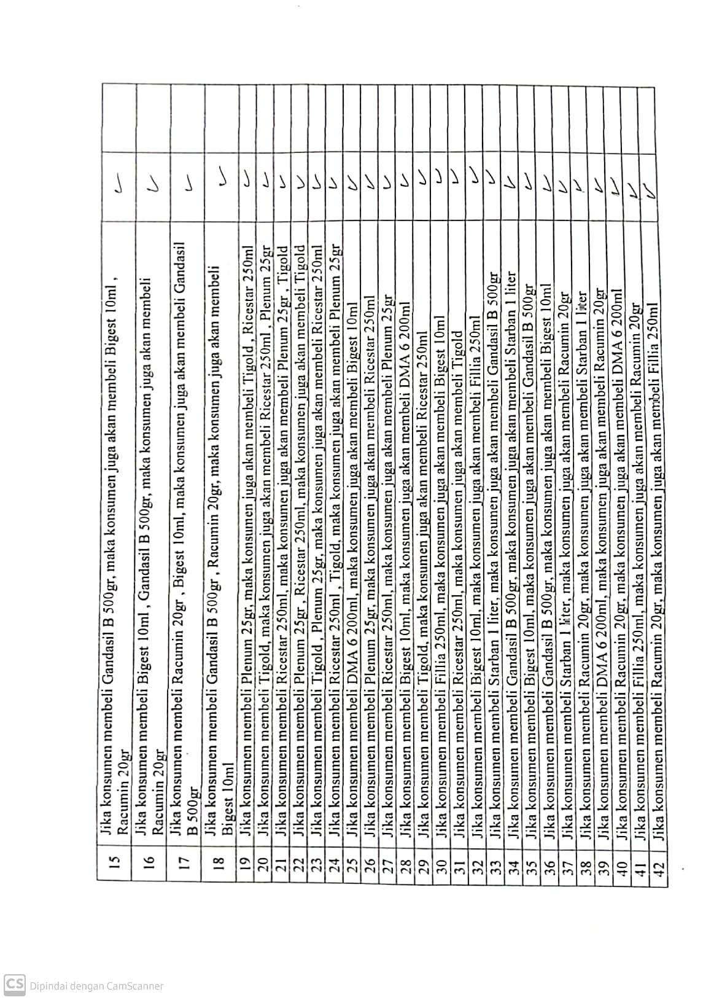 15 Jika konsumen membeli Gandasil B 500gr, maka konsumen juga akan membeli Bigest 10ml , ✓
Racumin 20gr
16 Jika konsumen membeli Bigest 10ml , Gandasil B 500gr, maka konsumen juga akan membeli ✓
Racumin 20gr
17 Jika konsumen membeli Racumin 20gr , Bigest 10ml, maka konsumen juga akan membeli Gandasil ✓
B 500gr
18 Jika konsumen membeli Gandasil B 500gr , Racumin 20gr, maka konsumen juga akan membeli ✓
Bigest 10ml
19 Jika konsumen membeli Plenum 25gr, maka konsumen juga akan membeli Tigold , Ricestar 250ml ✓
20 Jika konsumen membeli Tigold, maka konsumen juga akan membeli Ricestar 250ml , Plenum 25gr ✓
21 Jika konsumen membeli Ricestar 250ml, maka konsumen juga akan membeli Plenum 25gr , Tigold ✓
22 Jika konsumen membeli Plenum 25gr , Ricestar 250ml, maka konsumen juga akan membeli Tigold ✓
23 Jika konsumen membeli Tigold , Plenum 25gr, maka konsumen juga akan membeli Ricestar 250ml ✓
24 Jika konsumen membeli Ricestar 250ml , Tigold, maka konsumen juga akan membeli Plenum 25gr ✓
25 Jika konsumen membeli DMA 6 200ml, maka konsumen juga akan membeli Bigest 10ml ✓
26 Jika konsumen membeli Plenum 25gr, maka konsumen juga akan membeli Ricestar 250ml ✓
27 Jika konsumen membeli Ricestar 250ml, maka konsumen juga akan membeli Plenum 25gr ✓
28 Jika konsumen membeli Bigest 10ml, maka konsumen juga akan membeli DMA 6 200ml ✓
29 Jika konsumen membeli Tigold, maka konsumen juga akan membeli Ricestar 250ml ✓
30 Jika konsumen membeli Fillia 250ml, maka konsumen juga akan membeli Bigest 10ml ✓
31 Jika konsumen membeli Ricestar 250ml, maka konsumen juga akan membeli Tigold ✓
32 Jika konsumen membeli Bigest 10ml, maka konsumen juga akan membeli Fillia 250ml ✓
33 Jika konsumen membeli Starban 1 liter, maka konsumen juga akan membeli Gandasil B 500gr ✓
34 Jika konsumen membeli Gandasil B 500gr, maka konsumen juga akan membeli Starban 1 liter ✓
35 Jika konsumen membeli Bigest 10ml, maka konsumen juga akan membeli Gandasil B 500gr ✓
36 Jika konsumen membeli Gandasil B 500gr, maka konsumen juga akan membeli Bigest 10ml ✓
37 Jika konsumen membeli Starban 1 liter, maka konsumen juga akan membeli Racumin 20gr ✓
38 Jika konsumen membeli Racumin 20gr, maka konsumen juga akan membeli Starban 1 liter ✓
39 Jika konsumen membeli DMA 6 200ml, maka konsumen juga akan membeli Racumin 20gr ✓
40 Jika konsumen membeli Racumin 20gr, maka konsumen juga akan membeli DMA 6 200ml ✓
41 Jika konsumen membeli Fillia 250ml, maka konsumen juga akan membeli Racumin 20gr ✓
42 Jika konsumen membeli Racumin 20gr, maka konsumen juga akan membeli Fillia 250ml ✓
CS Dipindai dengan CamScanner